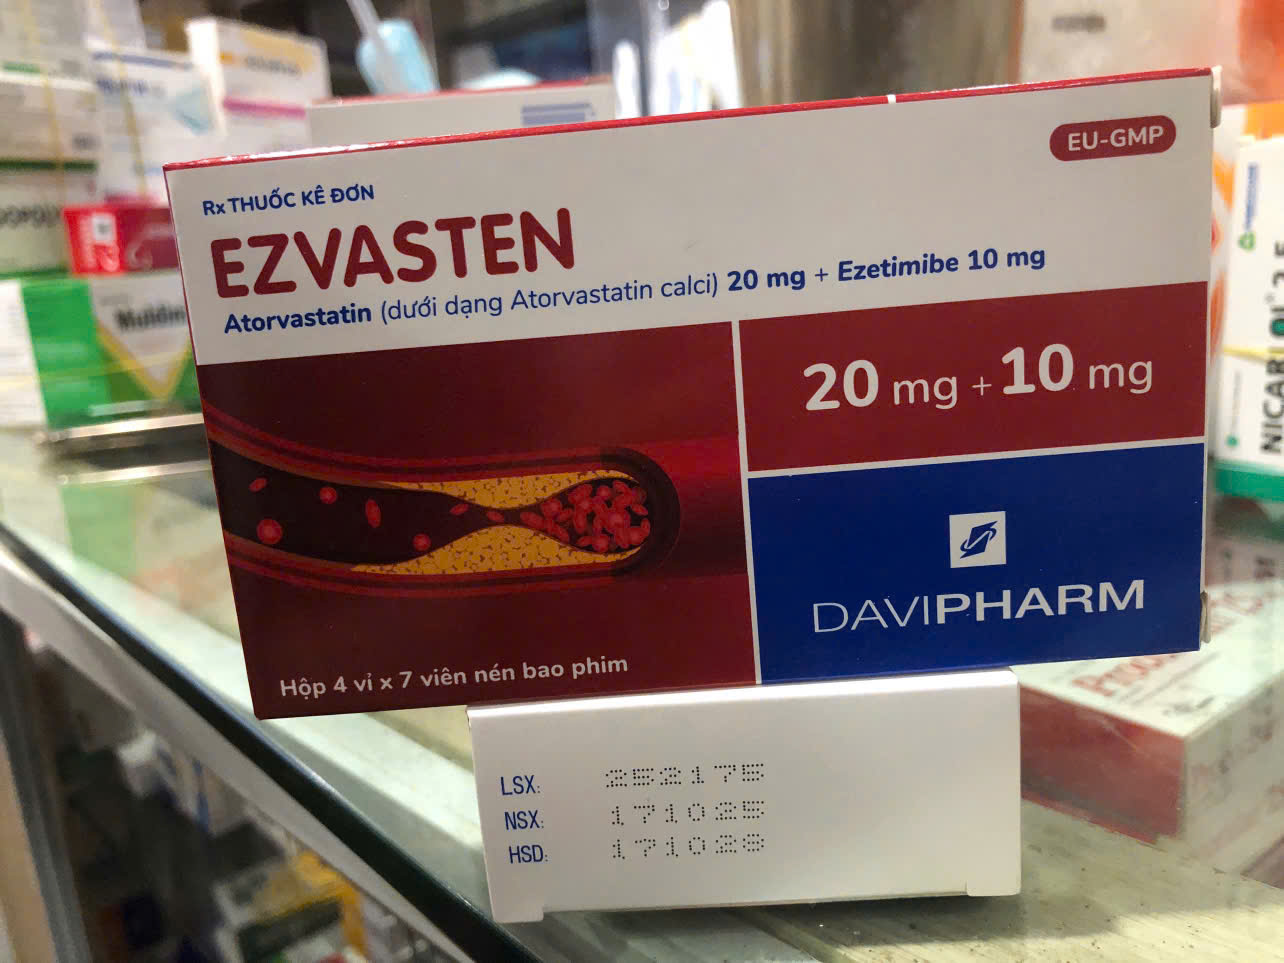 EU-GMP
Rx THUỐC KÊ ĐƠN
EZVASTEN
Atorvastatin (dưới dạng Atorvastatin calci) 20 mg + Ezetimibe 10 mg
20 mg + 10 mg
DAVIPHARM
Hộp 4 vỉ x 7 viên nén bao phim
LSX: 252175
NSX: 171025
HSD: 171028